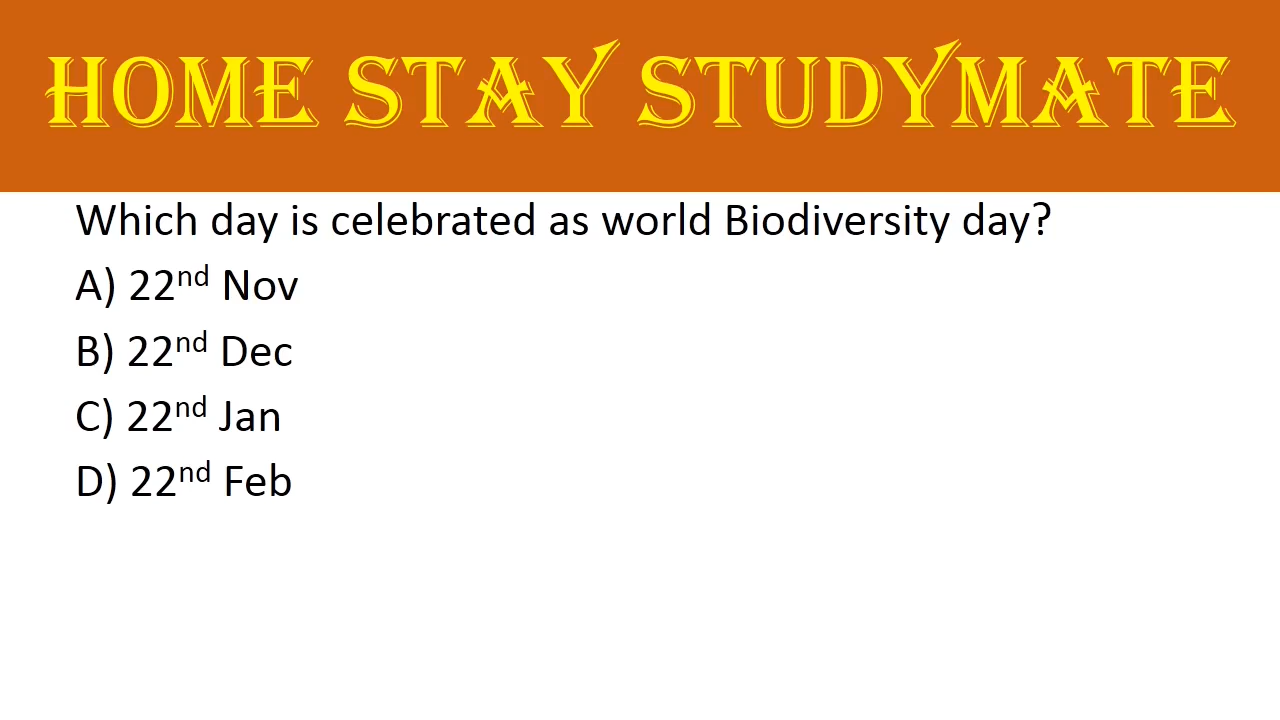 HOME STAY STUDYMATE
Which day is celebrated as world Biodiversity day?
A) 22nd Nov
B) 22nd Dec
C) 22nd Jan
D) 22nd Feb